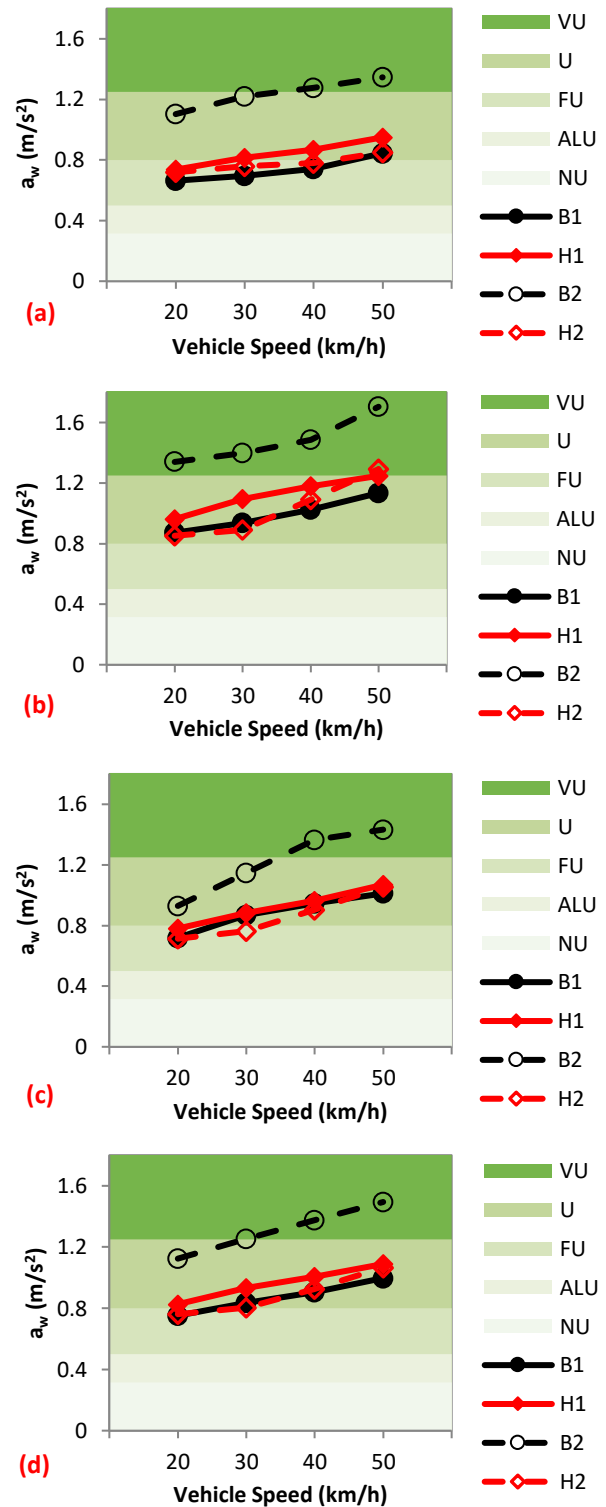 1.6
1.2
0.8
0.4
0
a_w (m/s²)
20 30 40 50
Vehicle Speed (km/h)
(a)
VU
U
FU
ALU
NU
B1
H1
B2
H2
1.6
1.2
0.8
0.4
0
a_w (m/s²)
20 30 40 50
Vehicle Speed (km/h)
(b)
VU
U
FU
ALU
NU
B1
H1
B2
H2
1.6
1.2
0.8
0.4
0
a_w (m/s²)
20 30 40 50
Vehicle Speed (km/h)
(c)
VU
U
FU
ALU
NU
B1
H1
B2
H2
1.6
1.2
0.8
0.4
0
a_w (m/s²)
20 30 40 50
Vehicle Speed (km/h)
(d)
VU
U
FU
ALU
NU
B1
H1
B2
H2